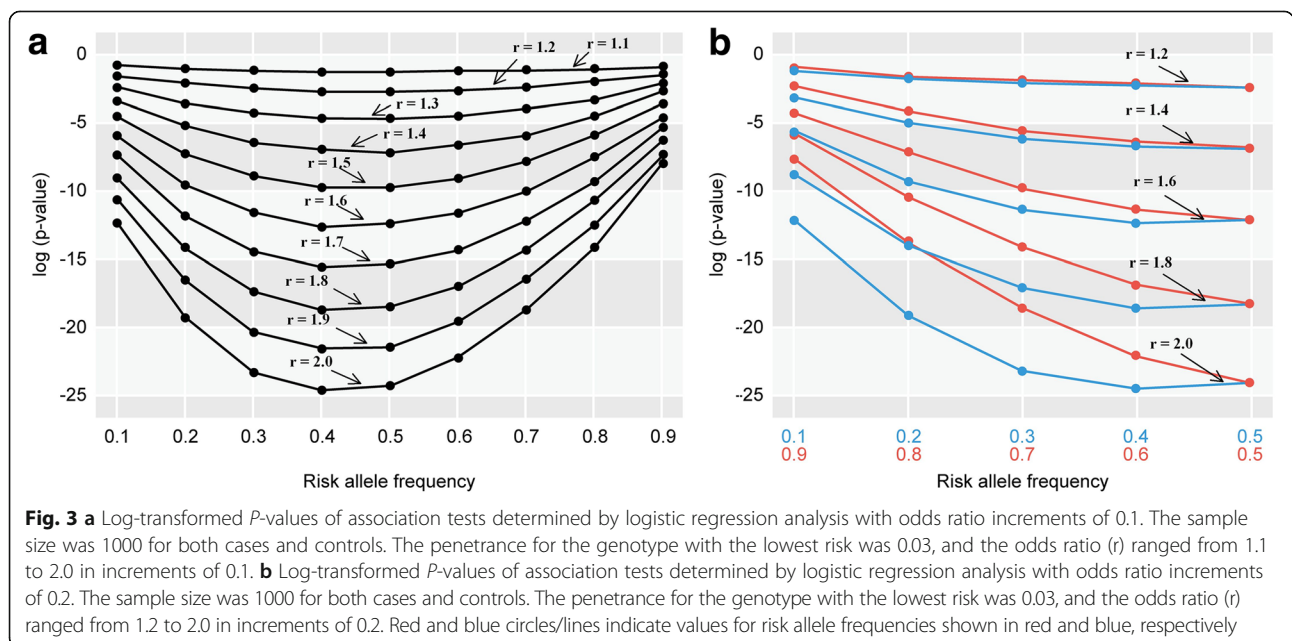 a
r = 1.1
r = 1.2
r = 1.3
r = 1.4
r = 1.5
r = 1.6
r = 1.7
r = 1.8
r = 1.9
r = 2.0
0
-5
-10
-15
-20
-25
log (p-value)
0.1 0.2 0.3 0.4 0.5 0.6 0.7 0.8 0.9
Risk allele frequency
b
r = 1.2
r = 1.4
r = 1.6
r = 1.8
r = 2.0
0
-5
-10
-15
-20
-25
log (p-value)
0.1 0.2 0.3 0.4 0.5
0.9 0.8 0.7 0.6 0.5
Risk allele frequency
Fig. 3 a Log-transformed P-values of association tests determined by logistic regression analysis with odds ratio increments of 0.1. The sample
size was 1000 for both cases and controls. The penetrance for the genotype with the lowest risk was 0.03, and the odds ratio (r) ranged from 1.1
to 2.0 in increments of 0.1. b Log-transformed P-values of association tests determined by logistic regression analysis with odds ratio increments
of 0.2. The sample size was 1000 for both cases and controls. The penetrance for the genotype with the lowest risk was 0.03, and the odds ratio (r)
ranged from 1.2 to 2.0 in increments of 0.2. Red and blue circles/lines indicate values for risk allele frequencies shown in red and blue, respectively